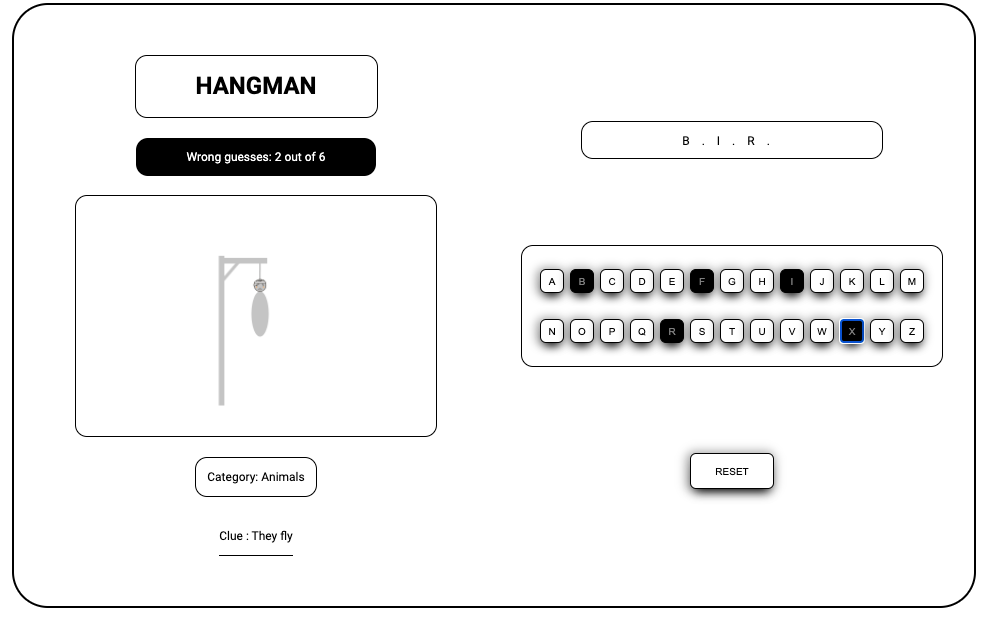 HANGMAN
Wrong guesses: 2 out of 6
Category: Animals
Clue : They fly
B . I . R .
A B C D E F G H I J K L M
N O P Q R S T U V W X Y Z
RESET